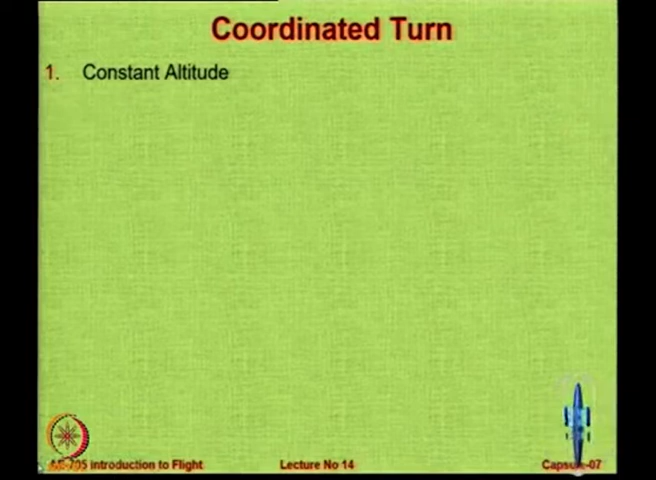 Coordinated Turn
1. Constant Altitude
AE-705 introduction to Flight
Lecture No 14
Capsule-07